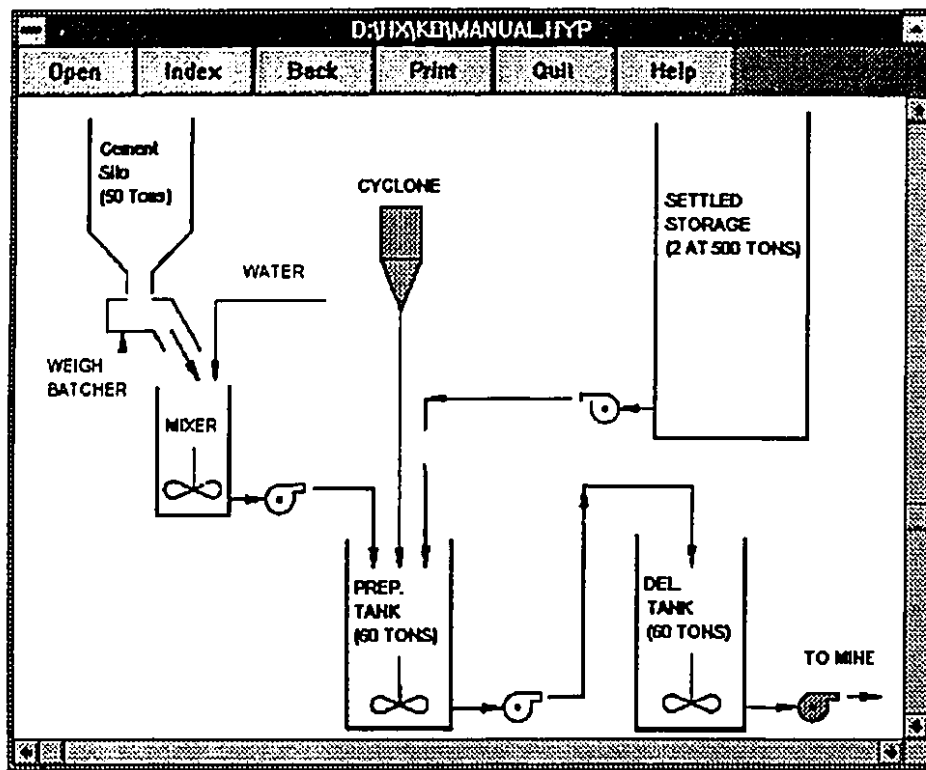 D:\HX\KB\MANUAL.HYP
Open Index Back Print Quit Help
Cement
Silo
(50 Tons)
CYCLONE
SETTLED
STORAGE
(2 AT 500 TONS)
WATER
WEIGH
BATCHER
MIXER
PREP.
TANK
(60 TONS)
DEL.
TANK
(60 TONS)
TO MINE